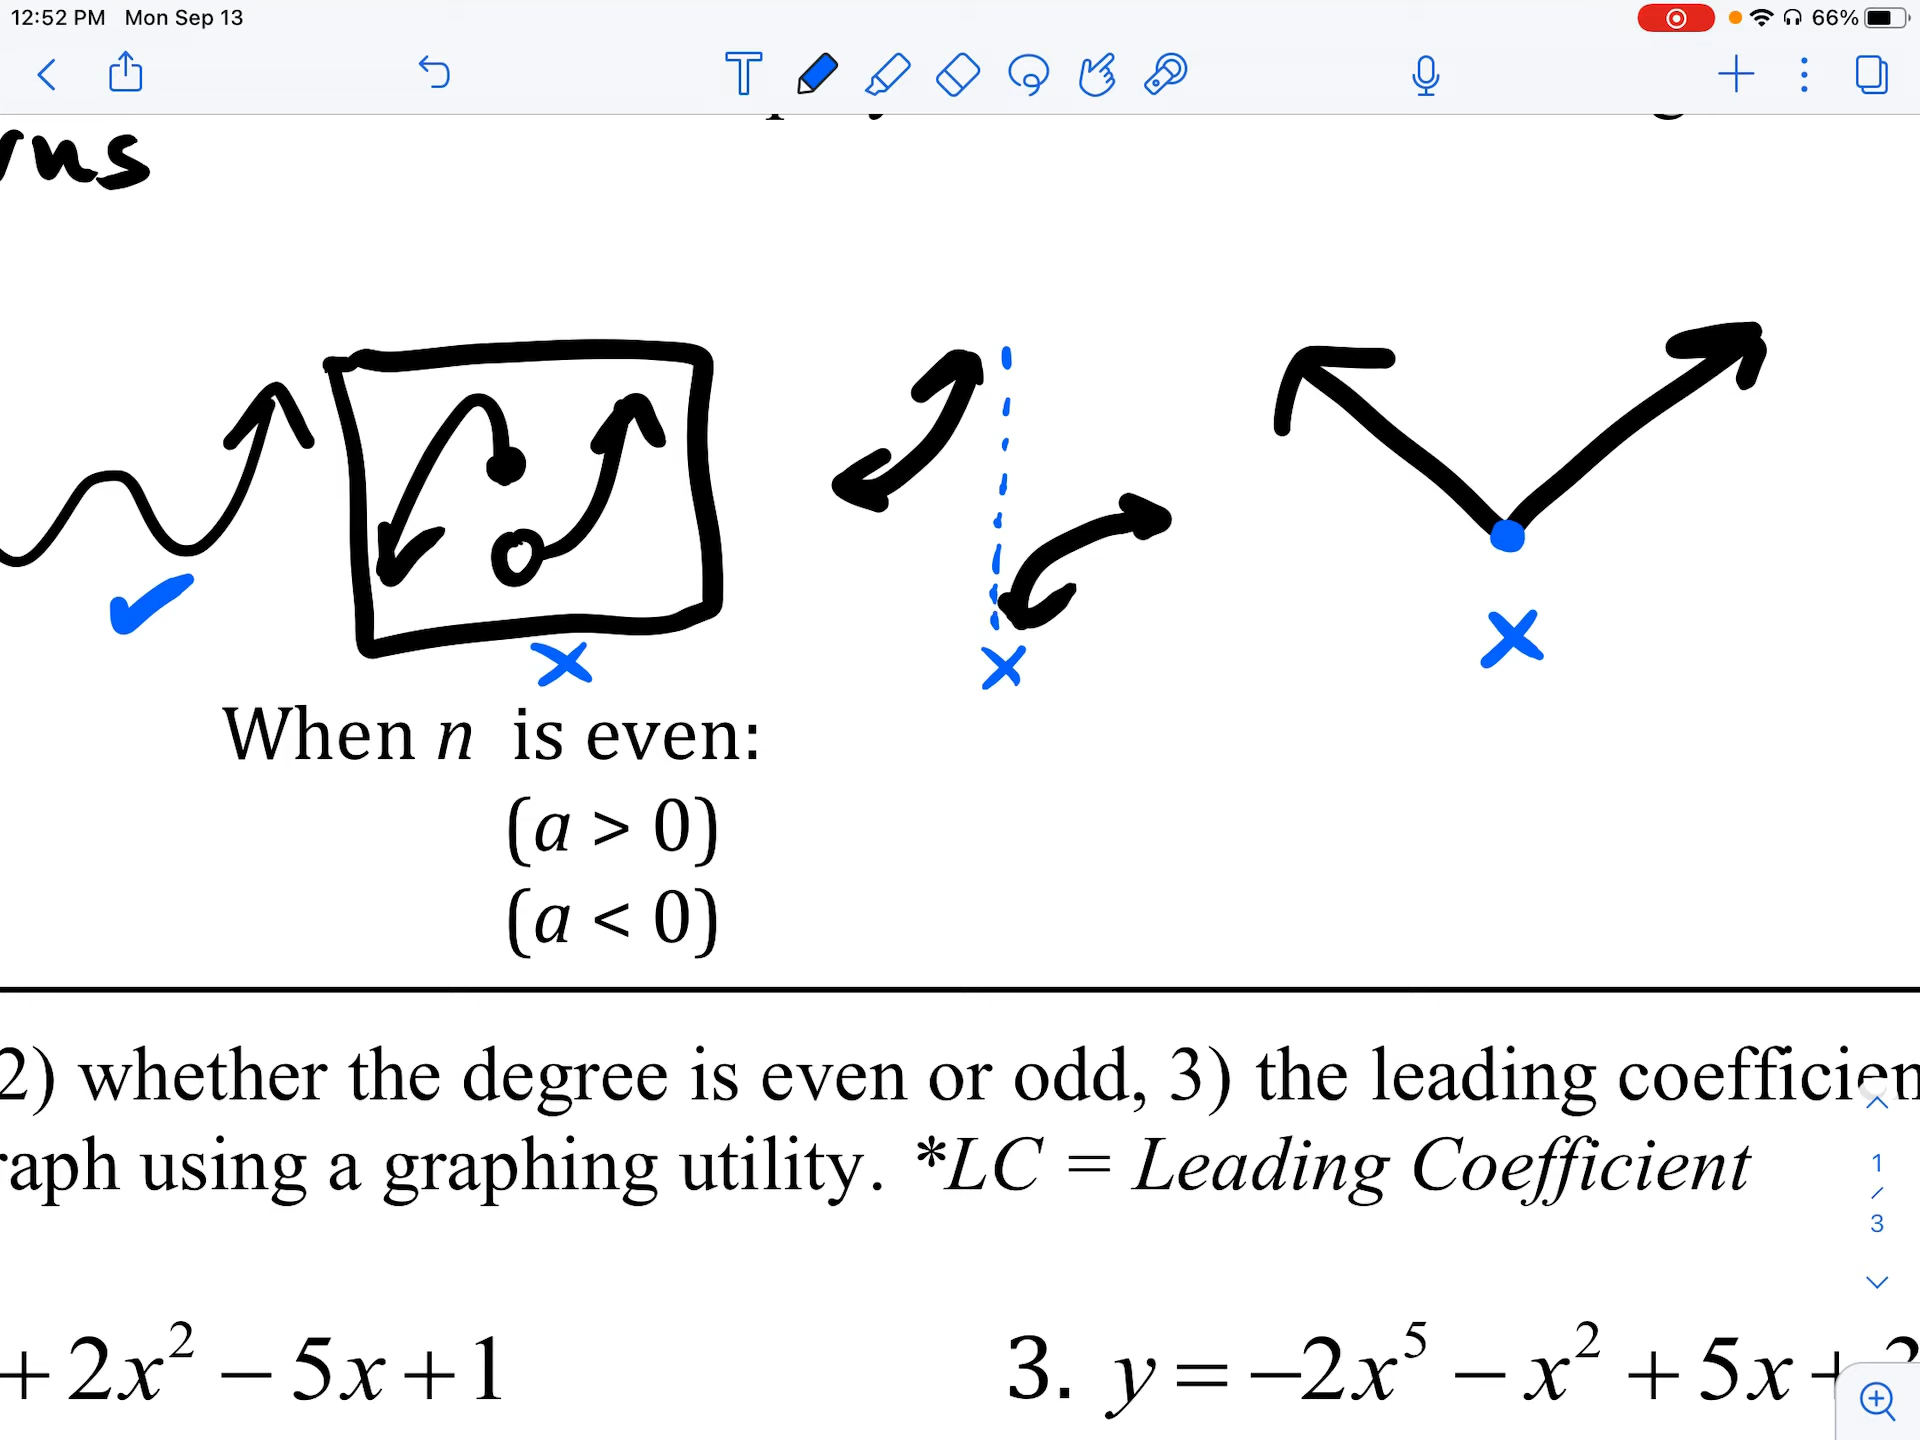 12:52 PM Mon Sep 13
66%
T
When n is even:
(a > 0)
(a < 0)
2) whether the degree is even or odd, 3) the leading coefficien
raph using a graphing utility. *LC = Leading Coefficient
1
/
3
+ 2x² − 5x + 1
3. y = −2x⁵ − x² + 5x +